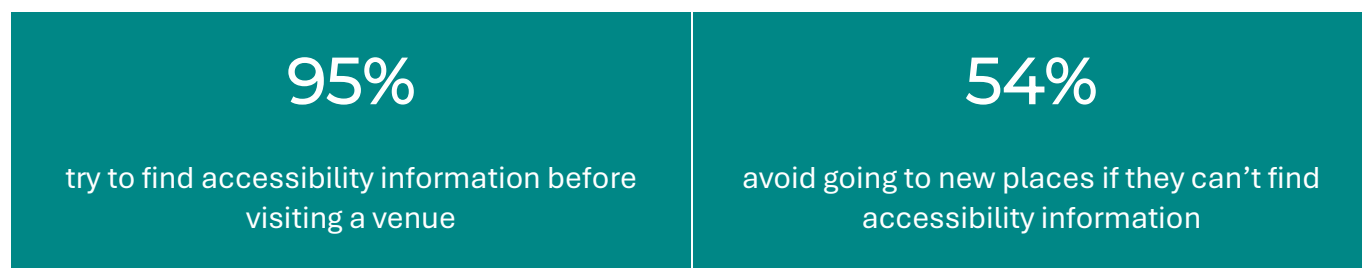 95%
try to find accessibility information before
visiting a venue
54%
avoid going to new places if they can’t find
accessibility information